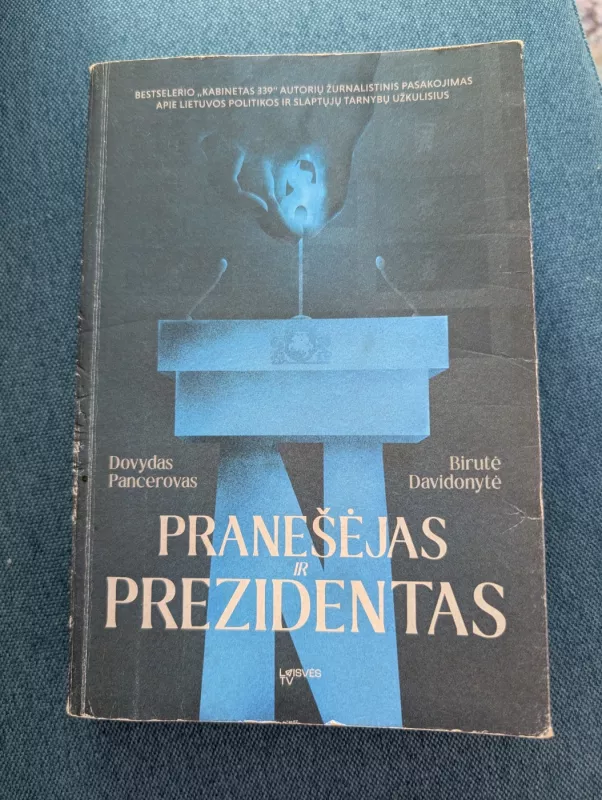 BESTSELERIO „KABINETAS 339“ AUTORIŲ ŽURNALISTINIS PASAKOJIMAS
APIE LIETUVOS POLITIKOS IR SLAPTŲJŲ TARNYBŲ UŽKULISIUS
Dovydas
Pancerovas
Birutė
Davidonytė
PRANEŠĖJAS
IR
PREZIDENTAS
LAISVĖS
TV